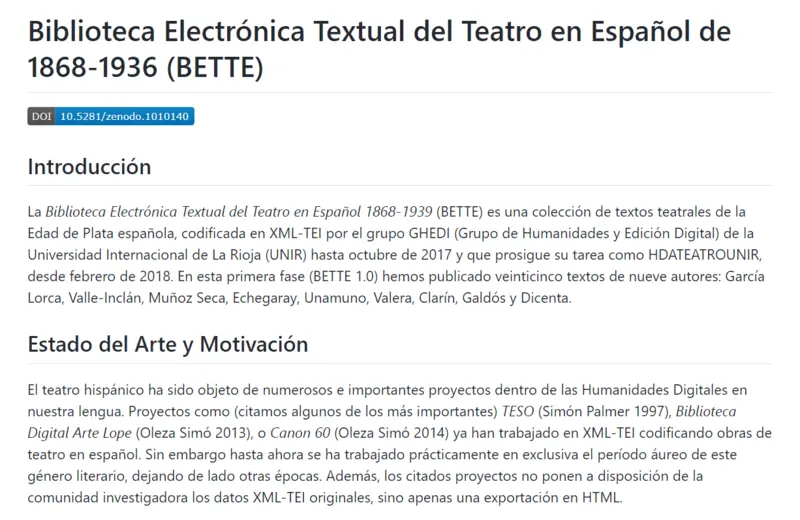 Biblioteca Electrónica Textual del Teatro en Español de
1868-1936 (BETTE)
DOI 10.5281/zenodo.1010140
Introducción
La Biblioteca Electrónica Textual del Teatro en Español 1868-1939 (BETTE) es una colección de textos teatrales de la
Edad de Plata española, codificada en XML-TEI por el grupo GHEDI (Grupo de Humanidades y Edición Digital) de la
Universidad Internacional de La Rioja (UNIR) hasta octubre de 2017 y que prosigue su tarea como HDATEATROUNIR,
desde febrero de 2018. En esta primera fase (BETTE 1.0) hemos publicado veinticinco textos de nueve autores: García
Lorca, Valle-Inclán, Muñoz Seca, Echegaray, Unamuno, Valera, Clarín, Galdós y Dicenta.
Estado del Arte y Motivación
El teatro hispánico ha sido objeto de numerosos e importantes proyectos dentro de las Humanidades Digitales en
nuestra lengua. Proyectos como (citamos algunos de los más importantes) TESO (Simón Palmer 1997), Biblioteca
Digital Arte Lope (Oleza Simó 2013), o Canon 60 (Oleza Simó 2014) ya han trabajado en XML-TEI codificando obras de
teatro en español. Sin embargo hasta ahora se ha trabajado prácticamente en exclusiva el período áureo de este
género literario, dejando de lado otras épocas. Además, los citados proyectos no ponen a disposición de la
comunidad investigadora los datos XML-TEI originales, sino apenas una exportación en HTML.